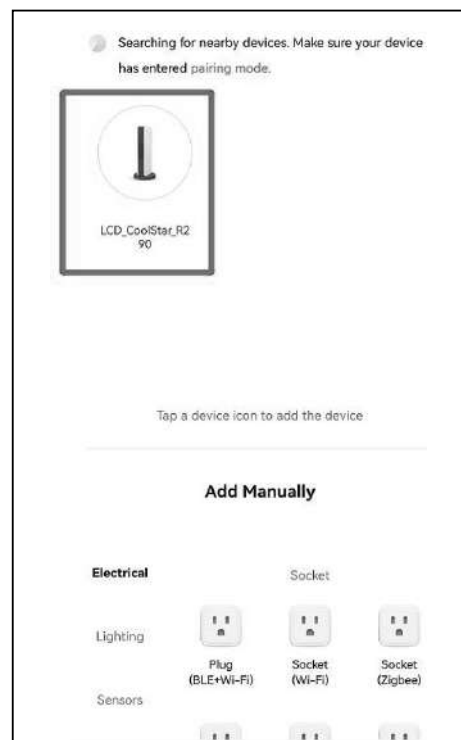 Searching for nearby devices. Make sure your device
has entered pairing mode.
LCD_CoolStar_R2
90
Tap a device icon to add the device
Add Manually
Electrical
Socket
Lighting
Plug
(BLE+Wi-Fi)
Socket
(Wi-Fi)
Socket
(Zigbee)
Sensors